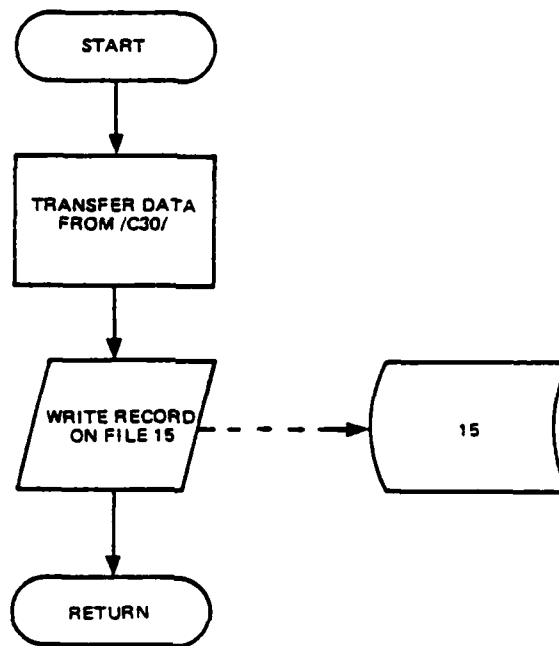 START
TRANSFER DATA
FROM /C30/
WRITE RECORD
ON FILE 15
15
RETURN